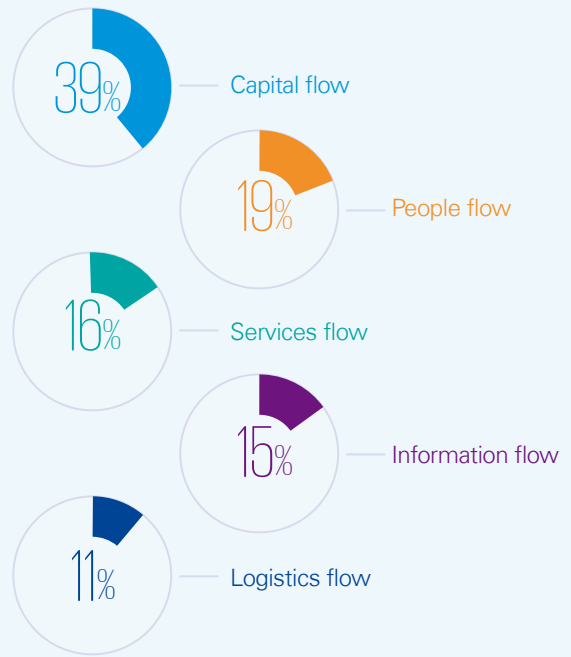 39%
Capital flow
19%
People flow
16%
Services flow
15%
Information flow
11%
Logistics flow